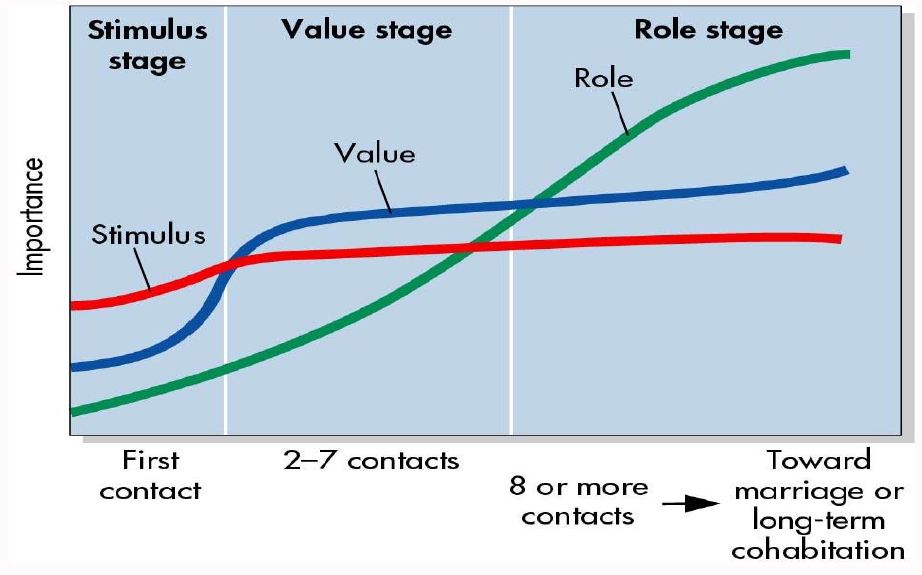 Stimulus
stage
Value stage
Role stage
Role
Value
Stimulus
Importance
First
contact
2–7 contacts
8 or more
contacts
Toward
marriage or
long-term
cohabitation